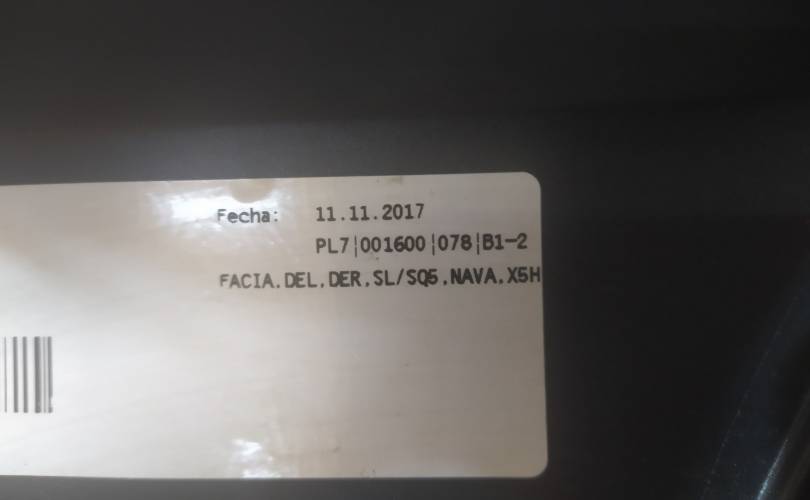 Fecha: 11.11.2017
PL7|001600|078|B1-2
FACIA.DEL.DER.SL/SQ5.NAVA.X5H